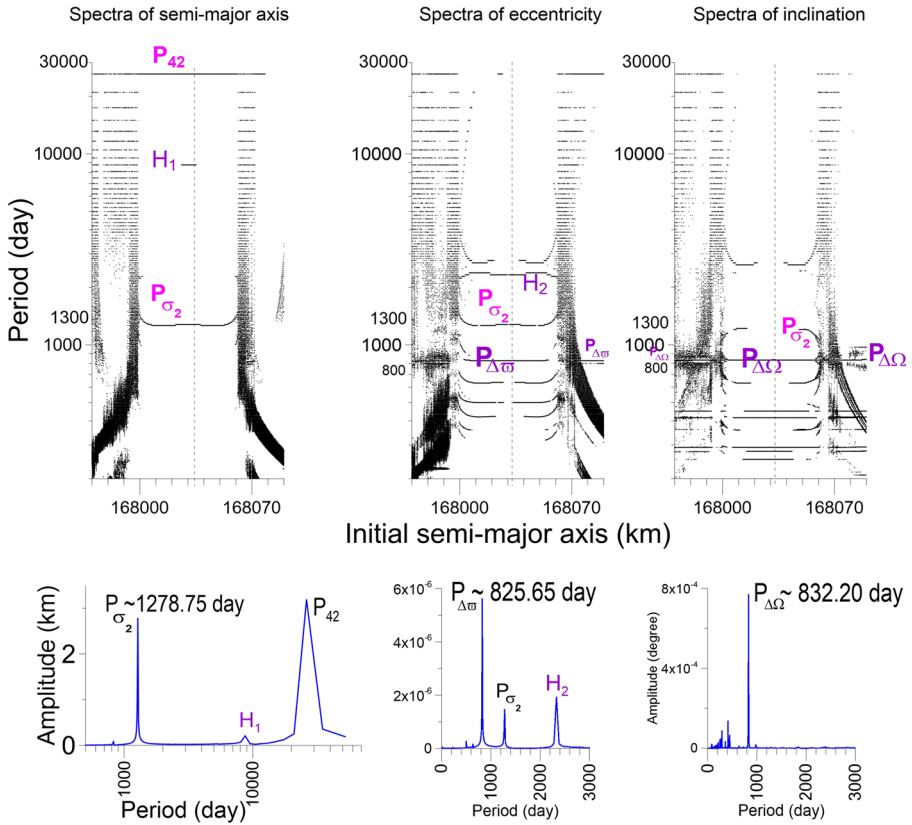 Spectra of semi-major axis
Spectra of eccentricity
Spectra of inclination
Period (day)
30000
10000
1300
1000
P42
H1
Pσ2
168000
168070
30000
10000
1300
1000
800
H2
Pσ2
PΔϖ
PΔϖ
168000
168070
30000
10000
1300
1000
800
PΔΩ
Pσ2
PΔΩ
PΔΩ
168000
168070
Initial semi-major axis (km)
Amplitude (km)
2
0
Pσ2~1278.75 day
P42
H1
1000
10000
Period (day)
6x10-6
4x10-6
2x10-6
0
PΔϖ~ 825.65 day
Pσ2
H2
0
1000
2000
3000
Period (day)
Amplitude (degree)
8x10-4
4x10-4
0
PΔΩ~ 832.20 day
0
1000
2000
3000
Period (day)